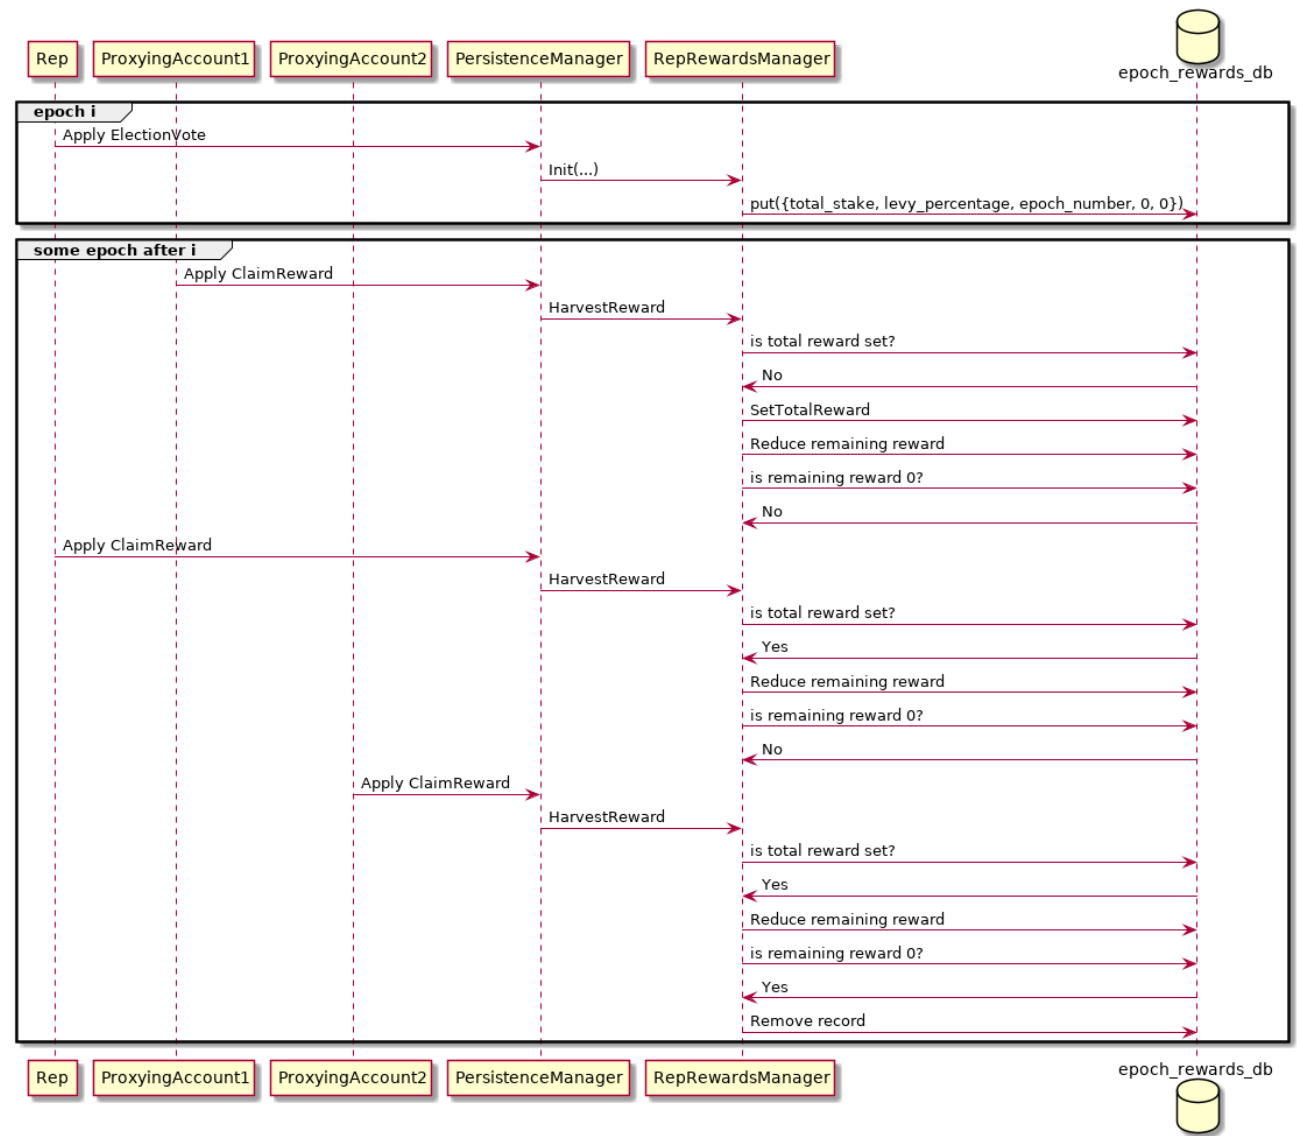 Rep
ProxyingAccount1
ProxyingAccount2
PersistenceManager
RepRewardsManager
epoch_rewards_db
epoch i
Apply ElectionVote
Init(...)
put({total_stake, levy_percentage, epoch_number, 0, 0})
some epoch after i
Apply ClaimReward
HarvestReward
is total reward set?
No
SetTotalReward
Reduce remaining reward
is remaining reward 0?
No
Apply ClaimReward
HarvestReward
is total reward set?
Yes
Reduce remaining reward
is remaining reward 0?
No
Apply ClaimReward
HarvestReward
is total reward set?
Yes
Reduce remaining reward
is remaining reward 0?
Yes
Remove record
Rep
ProxyingAccount1
ProxyingAccount2
PersistenceManager
RepRewardsManager
epoch_rewards_db